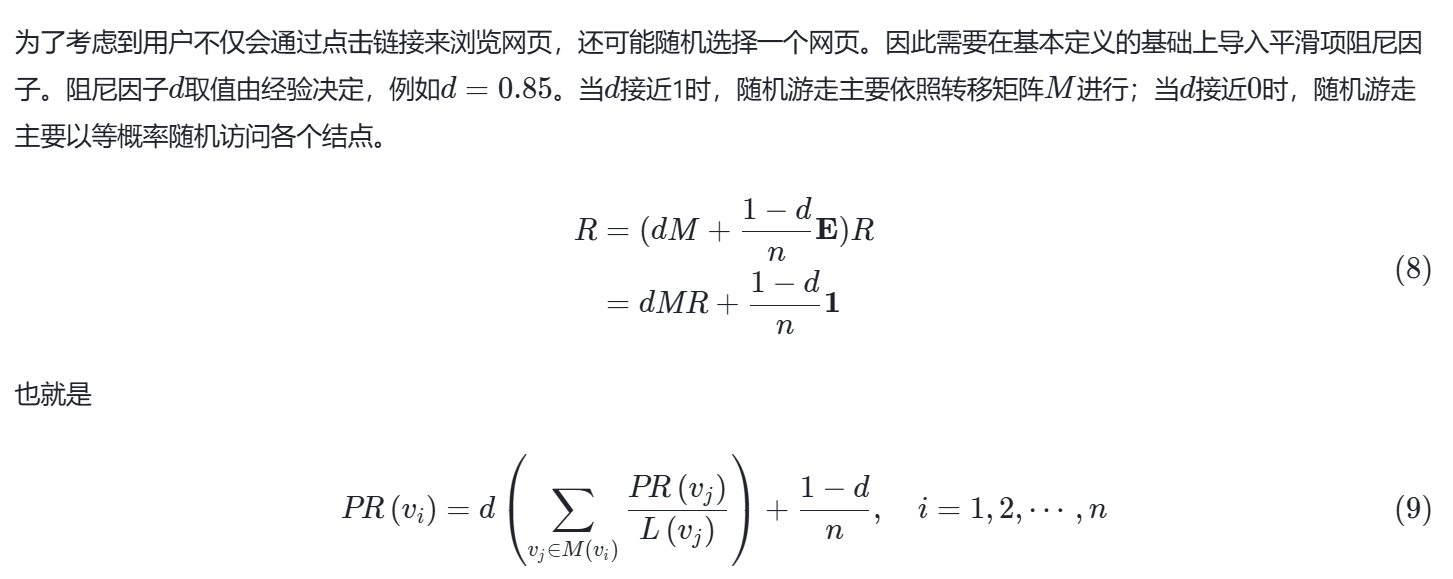 为了考虑到用户不仅会通过点击链接来浏览网页，还可能随机选择一个网页。因此需要在基本定义的基础上导入平滑项阻尼因
子。阻尼因子d取值由经验决定，例如d = 0.85。当d接近1时，随机游走主要依照转移矩阵M进行；当d接近0时，随机游走
主要以等概率随机访问各个结点。
R = (dM + \frac{1 − d}{n} \mathbf{E})R
= dMR + \frac{1 − d}{n} \mathbf{1}
(8)
也就是
PR (v_i) = d \left( \sum_{v_j ∈ M(v_i)} \frac{PR (v_j)}{L (v_j)} \right) + \frac{1 − d}{n}, i = 1, 2, ⋯ , n (9)